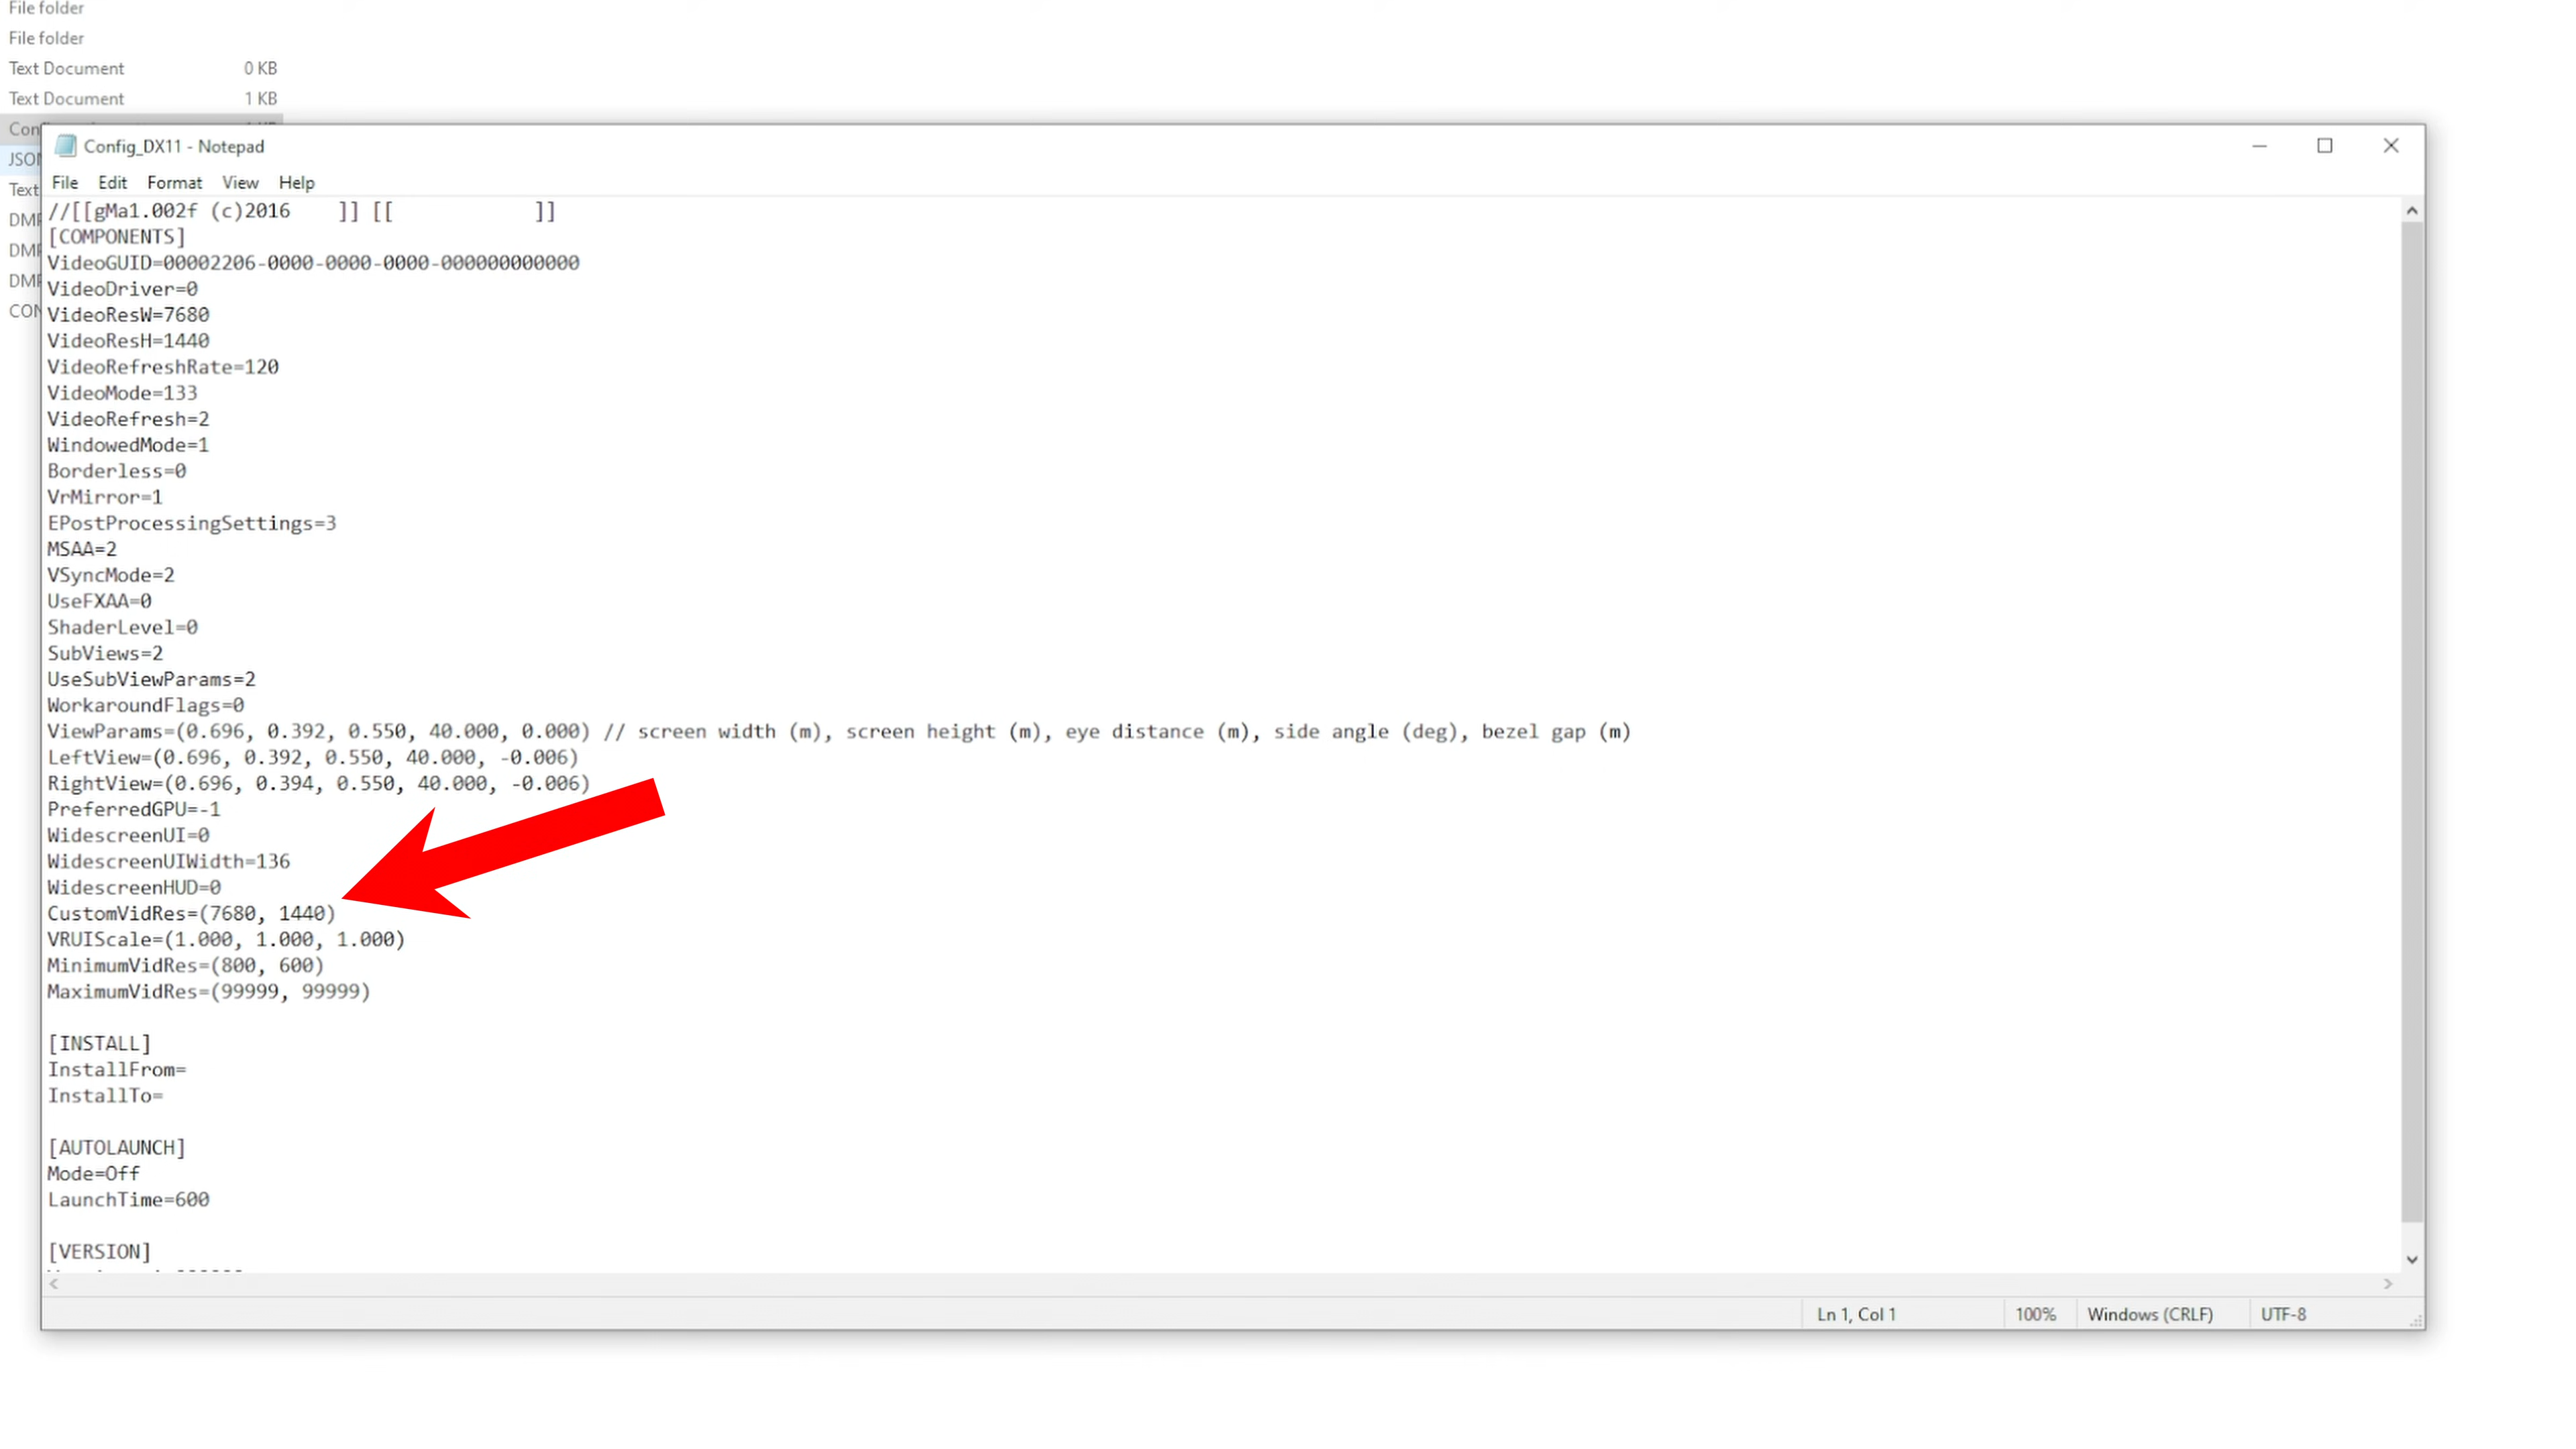 File folder
File folder
Text Document 0 KB
Text Document 1 KB
Config_DX11 - Notepad
File Edit Format View Help
//[[gMa1.002f (c)2016    ]] [[            ]]
[COMPONENTS]
VideoGUID=00002206-0000-0000-0000-000000000000
VideoDriver=0
VideoResW=7680
VideoResH=1440
VideoRefreshRate=120
VideoMode=133
VideoRefresh=2
WindowedMode=1
Borderless=0
VrMirror=1
EPostProcessingSettings=3
MSAA=2
VSyncMode=2
UseFXAA=0
ShaderLevel=0
SubViews=2
UseSubViewParams=2
WorkaroundFlags=0
ViewParams=(0.696, 0.392, 0.550, 40.000, 0.000) // screen width (m), screen height (m), eye distance (m), side angle (deg), bezel gap (m)
LeftView=(0.696, 0.392, 0.550, 40.000, -0.006)
RightView=(0.696, 0.394, 0.550, 40.000, -0.006)
PreferredGPU=-1
WidescreenUI=0
WidescreenUIWidth=136
WidescreenHUD=0
CustomVidRes=(7680, 1440)
VRUIScale=(1.000, 1.000, 1.000)
MinimumVidRes=(800, 600)
MaximumVidRes=(99999, 99999)
[INSTALL]
InstallFrom=
InstallTo=
[AUTOLAUNCH]
Mode=Off
LaunchTime=600
[VERSION]
Ln 1, Col 1 100% Windows (CRLF) UTF-8